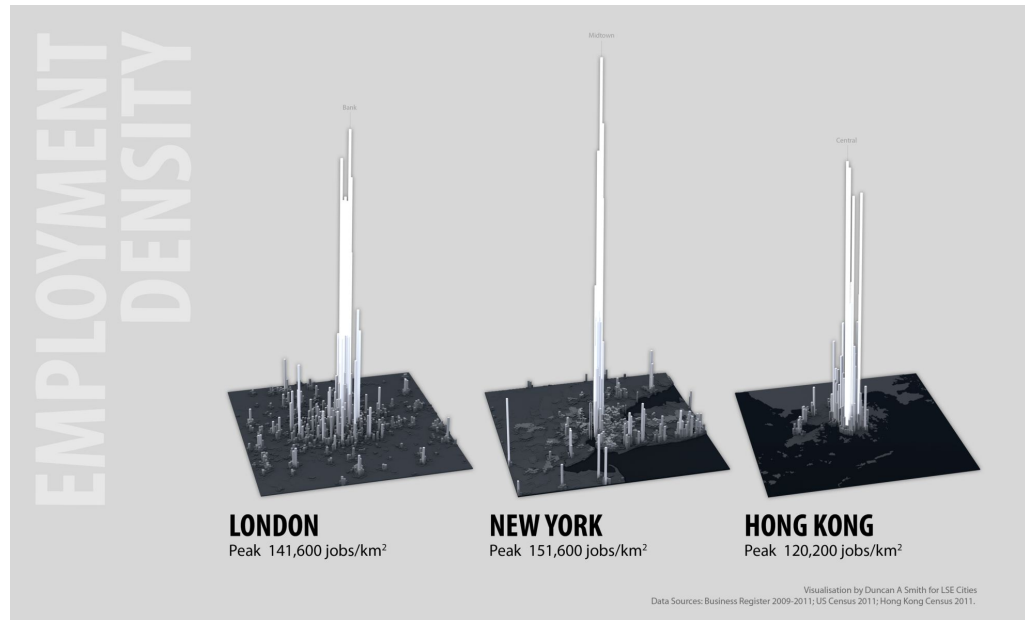 EMPLOYMENT
DENSITY
Bank
Midtown
Central
LONDON
Peak 141,600 jobs/km²
NEW YORK
Peak 151,600 jobs/km²
HONG KONG
Peak 120,200 jobs/km²
Visualisation by Duncan A Smith for LSE Cities
Data Sources: Business Register 2009-2011; US Census 2011; Hong Kong Census 2011.